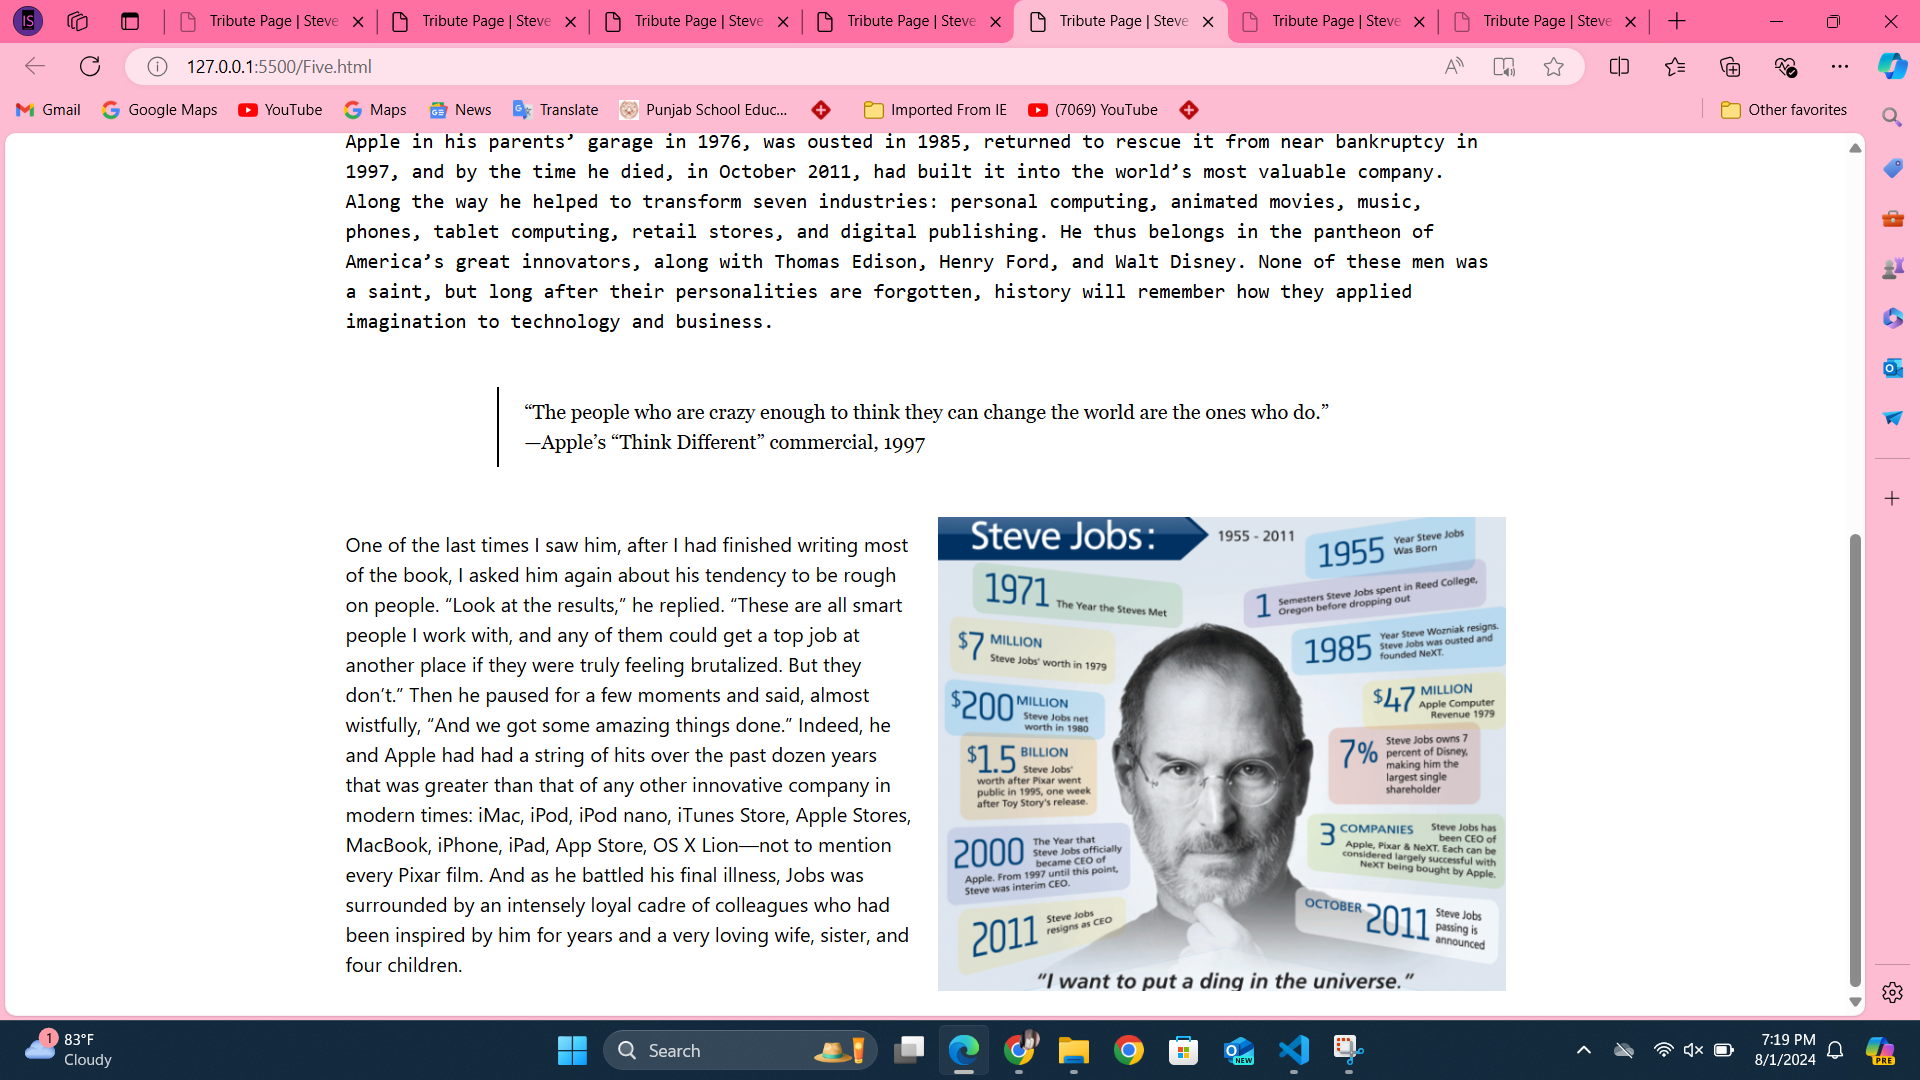 Tribute Page | Steve
Tribute Page | Steve
Tribute Page | Steve
Tribute Page | Steve
Tribute Page | Steve
Tribute Page | Steve
Tribute Page | Steve
127.0.0.1:5500/Five.html
Gmail
Google Maps
YouTube
Maps
News
Translate
Punjab School Educ...
Imported From IE
(7069) YouTube
Other favorites
Apple in his parents’ garage in 1976, was ousted in 1985, returned to rescue it from near bankruptcy in
1997, and by the time he died, in October 2011, had built it into the world’s most valuable company.
Along the way he helped to transform seven industries: personal computing, animated movies, music,
phones, tablet computing, retail stores, and digital publishing. He thus belongs in the pantheon of
America’s great innovators, along with Thomas Edison, Henry Ford, and Walt Disney. None of these men was
a saint, but long after their personalities are forgotten, history will remember how they applied
imagination to technology and business.
“The people who are crazy enough to think they can change the world are the ones who do.”
—Apple’s “Think Different” commercial, 1997
One of the last times I saw him, after I had finished writing most
of the book, I asked him again about his tendency to be rough
on people. “Look at the results,” he replied. “These are all smart
people I work with, and any of them could get a top job at
another place if they were truly feeling brutalized. But they
don’t.” Then he paused for a few moments and said, almost
wistfully, “And we got some amazing things done.” Indeed, he
and Apple had had a string of hits over the past dozen years
that was greater than that of any other innovative company in
modern times: iMac, iPod, iPod nano, iTunes Store, Apple Stores,
MacBook, iPhone, iPad, App Store, OS X Lion—not to mention
every Pixar film. And as he battled his final illness, Jobs was
surrounded by an intensely loyal cadre of colleagues who had
been inspired by him for years and a very loving wife, sister, and
four children.
Steve Jobs:
1955 - 2011
1955 Year Steve Jobs
Was Born
1971 The Year the Steves Met
1 Semesters Steve Jobs spent in Reed College,
Oregon before dropping out
$7 MILLION
Steve Jobs' worth in 1979
1985 Year Steve Wozniak resigns.
Steve Jobs was ousted and
founded NeXT.
$200 MILLION
Steve Jobs net
worth in 1980
$47 MILLION
Apple Computer
Revenue 1979
$1.5 BILLION
Steve Jobs'
worth after Pixar went
public in 1995, one week
after Toy Story's release.
7% Steve Jobs owns 7
percent of Disney,
making him the
largest single
shareholder
2000 The Year that
Steve Jobs officially
became CEO of
Apple. From 1997 until this point,
Steve was interim CEO.
3 COMPANIES Steve Jobs has
been CEO of
Apple, Pixar & NeXT. Each can be
considered largely successful with
NeXT being bought by Apple.
2011 Steve Jobs
resigns as CEO
OCTOBER 2011 Steve Jobs
passing is
announced
“I want to put a ding in the universe.”
1
83°F
Cloudy
Search
NEW
7:19 PM
8/1/2024
PRE